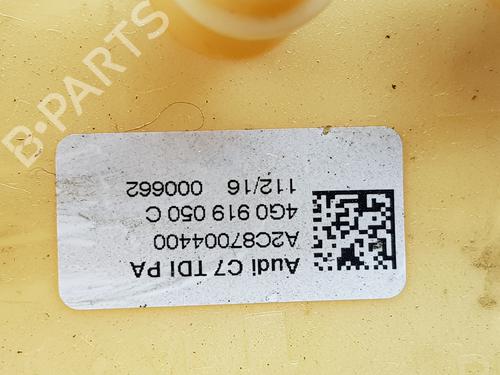 Audi C7 TDI PA
A2C87004400
4G0 919 050 C
112/16 000662
B-PARTS